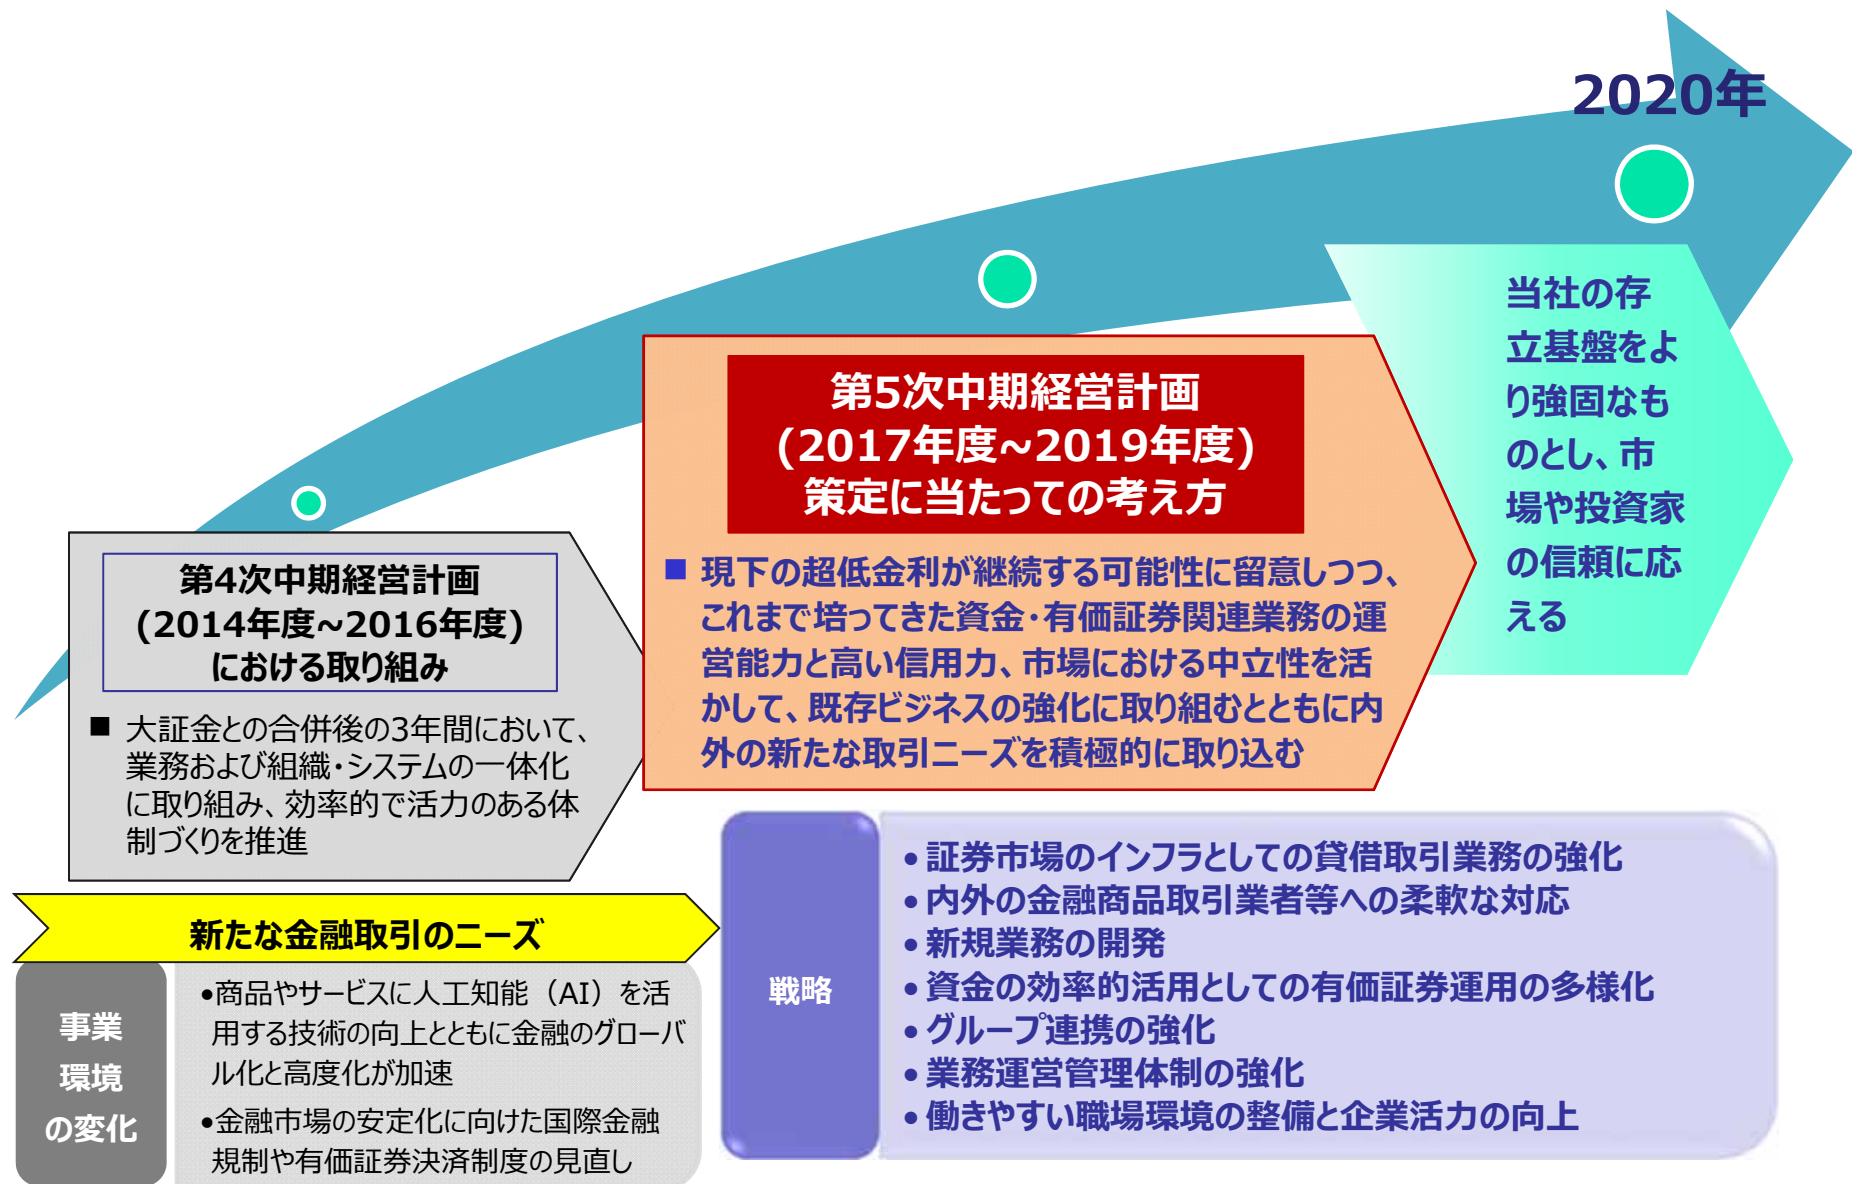 2020年
当社の存
立基盤をよ
り強固なも
のとし、市
場や投資家
の信頼に応
える
第5次中期経営計画
(2017年度~2019年度)
策定に当たっての考え方
■ 現下の超低金利が継続する可能性に留意しつつ、
これまで培ってきた資金・有価証券関連業務の運
営能力と高い信用力、市場における中立性を活
かして、既存ビジネスの強化に取り組むとともに内
外の新たな取引ニーズを積極的に取り込む
第4次中期経営計画
(2014年度~2016年度)
における取り組み
■ 大証金との合併後の3年間において、
業務および組織・システムの一体化
に取り組み、効率的で活力のある体
制づくりを推進
新たな金融取引のニーズ
事業
環境
の変化
•商品やサービスに人工知能（AI）を活
用する技術の向上とともに金融のグローバ
ル化と高度化が加速
•金融市場の安定化に向けた国際金融
規制や有価証券決済制度の見直し
戦略
•証券市場のインフラとしての貸借取引業務の強化
•内外の金融商品取引業者等への柔軟な対応
•新規業務の開発
•資金の効率的活用としての有価証券運用の多様化
•グループ連携の強化
•業務運営管理体制の強化
•働きやすい職場環境の整備と企業活力の向上